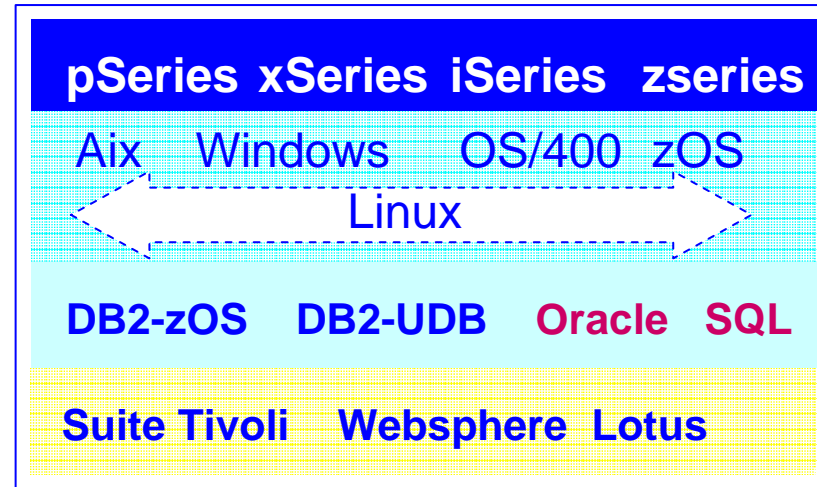 pSeries xSeries iSeries zseries
Aix Windows OS/400 zOS
Linux
DB2-zOS DB2-UDB Oracle SQL
Suite Tivoli Websphere Lotus